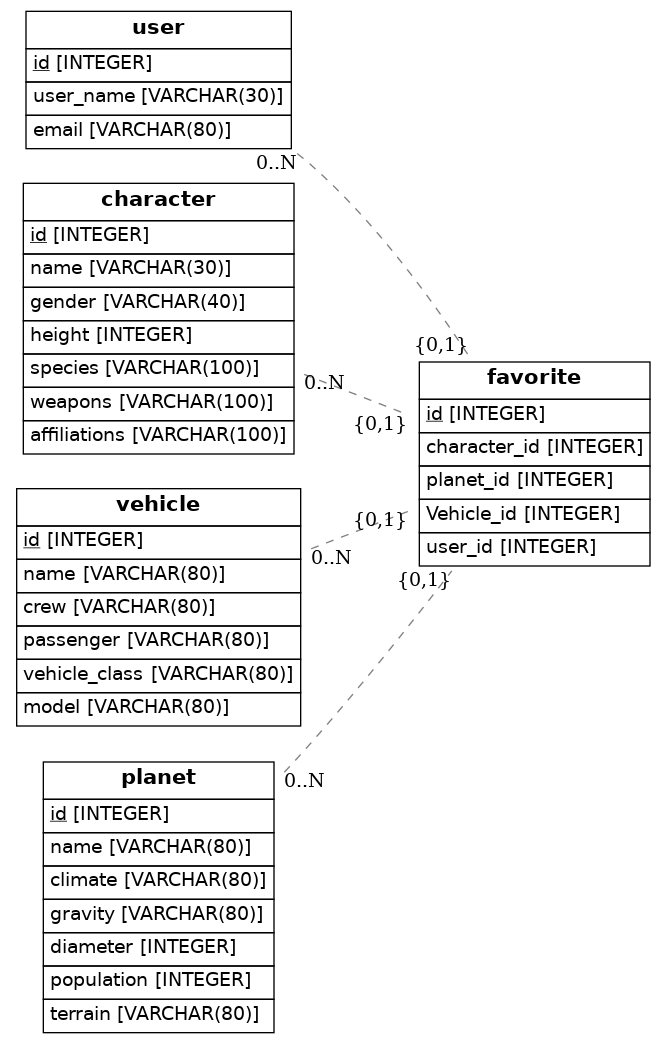 user
id [INTEGER]
user_name [VARCHAR(30)]
email [VARCHAR(80)]
0..N
character
id [INTEGER]
name [VARCHAR(30)]
gender [VARCHAR(40)]
height [INTEGER]
species [VARCHAR(100)]
weapons [VARCHAR(100)]
affiliations [VARCHAR(100)]
0..N
{0,1}
{0,1}
favorite
id [INTEGER]
character_id [INTEGER]
planet_id [INTEGER]
Vehicle_id [INTEGER]
user_id [INTEGER]
{0,1}
{0,1}
vehicle
id [INTEGER]
name [VARCHAR(80)]
crew [VARCHAR(80)]
passenger [VARCHAR(80)]
vehicle_class [VARCHAR(80)]
model [VARCHAR(80)]
0..N
planet
id [INTEGER]
name [VARCHAR(80)]
climate [VARCHAR(80)]
gravity [VARCHAR(80)]
diameter [INTEGER]
population [INTEGER]
terrain [VARCHAR(80)]
0..N